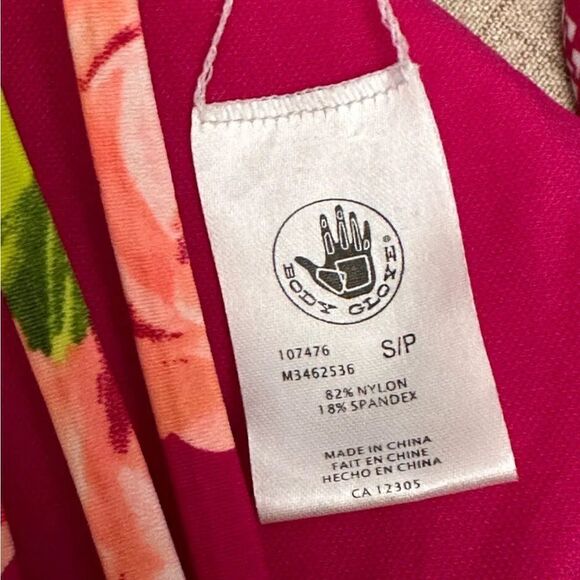 BODY GLOVE®
107476
S/P
M3462536
82% NYLON
18% SPANDEX
MADE IN CHINA
FAIT EN CHINE
HECHO EN CHINA
CA 12305